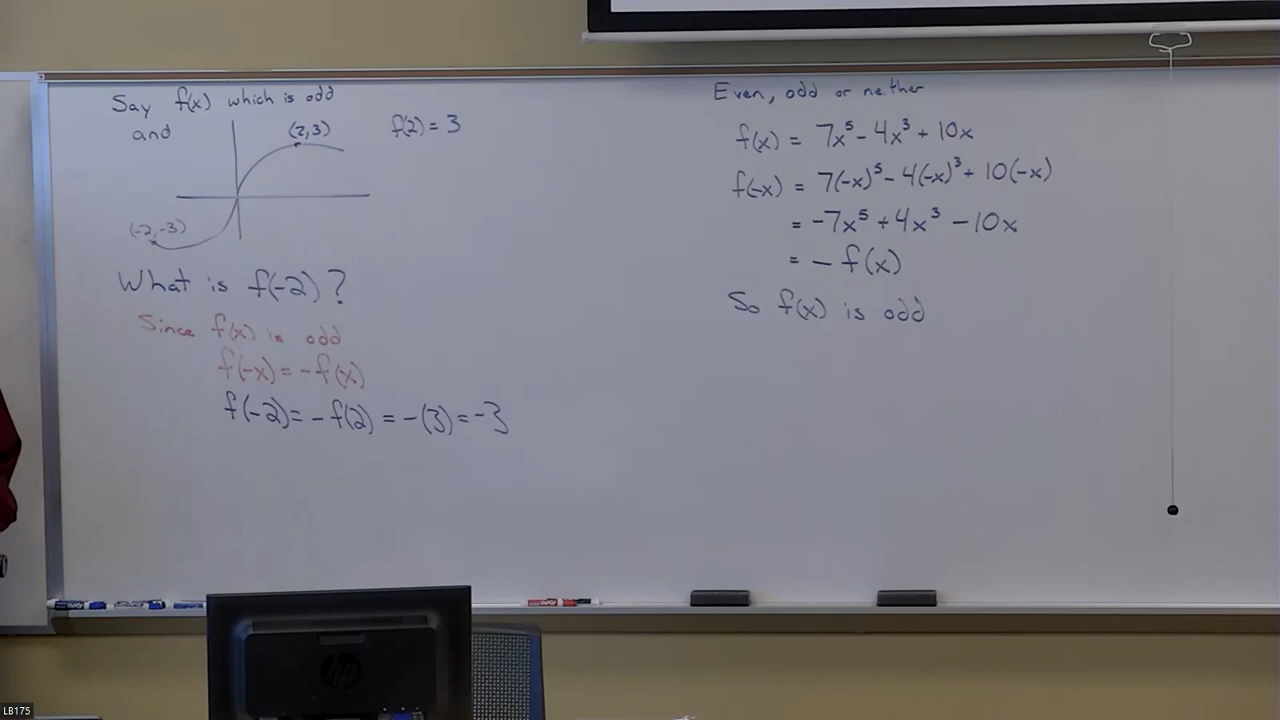 Say f(x) which is odd
and
(2,3)
f(2) = 3
(-2,-3)
What is f(-2)?
Since f(x) is odd
f(-x) = -f(x)
f(-2) = -f(2) = -(3) = -3
Even, odd or neither
f(x) = 7x⁵ - 4x³ + 10x
f(-x) = 7(-x)⁵ - 4(-x)³ + 10(-x)
= -7x⁵ + 4x³ - 10x
= - f(x)
So f(x) is odd
hp
LB175